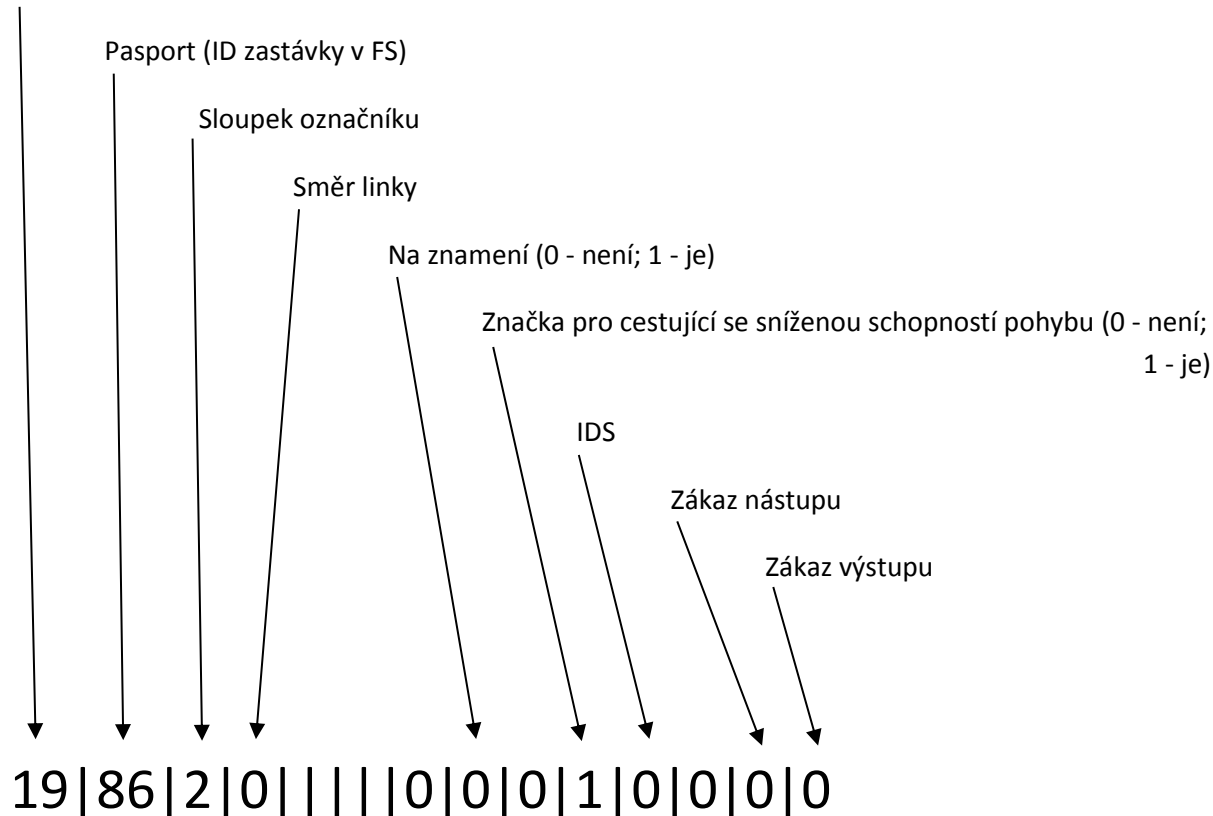 Pasport (ID zastávky v FS)
Sloupek označníku
Směr linky
Na znamení (0 - není; 1 - je)
Značka pro cestující se sníženou schopností pohybu (0 - není;
1 - je)
IDS
Zákaz nástupu
Zákaz výstupu
19|86|2|0|||||0|0|0|1|0|0|0|0